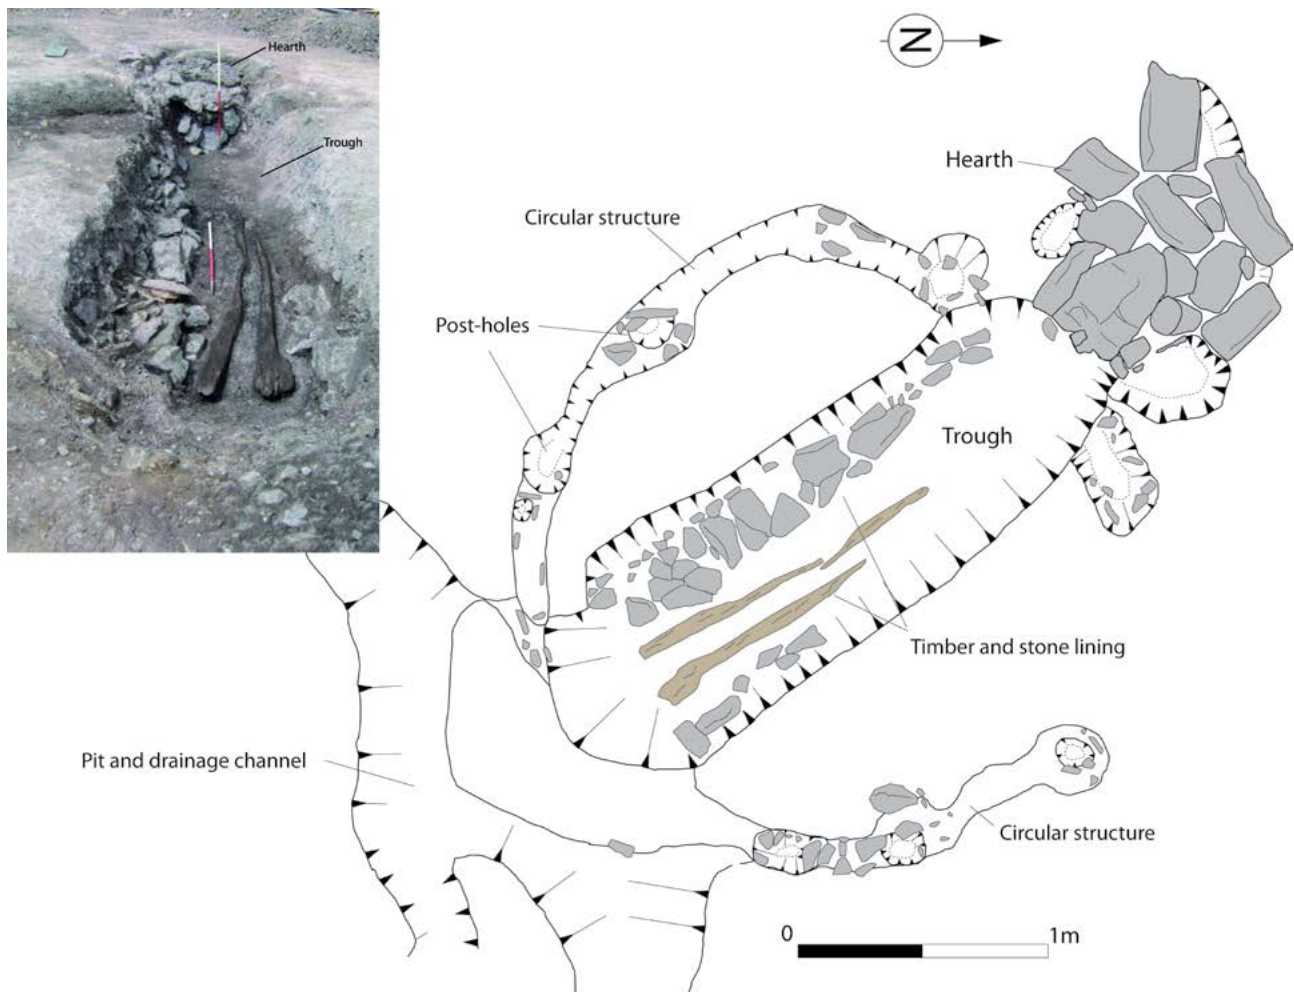 Hearth
Trough
N
Hearth
Circular structure
Post-holes
Trough
Timber and stone lining
Pit and drainage channel
Circular structure
0 1m